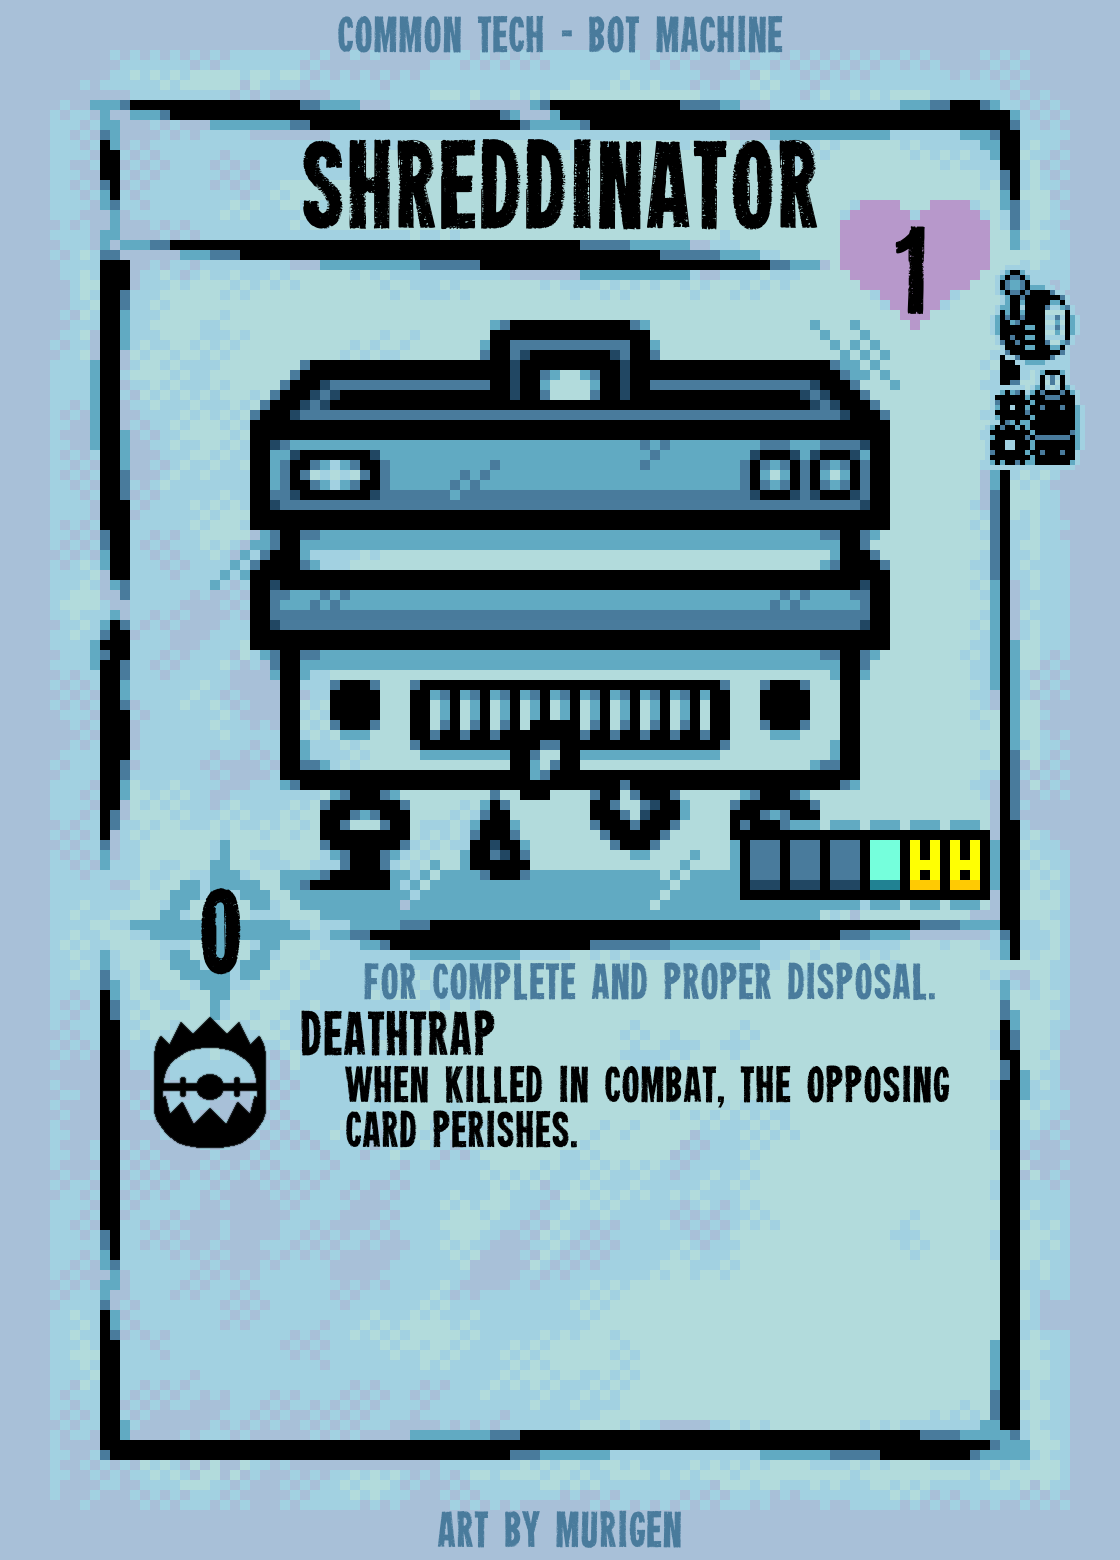 COMMON TECH - BOT MACHINE
SHREDDINATOR
1
0
FOR COMPLETE AND PROPER DISPOSAL.
DEATHTRAP
WHEN KILLED IN COMBAT, THE OPPOSING
CARD PERISHES.
ART BY MURIGEN